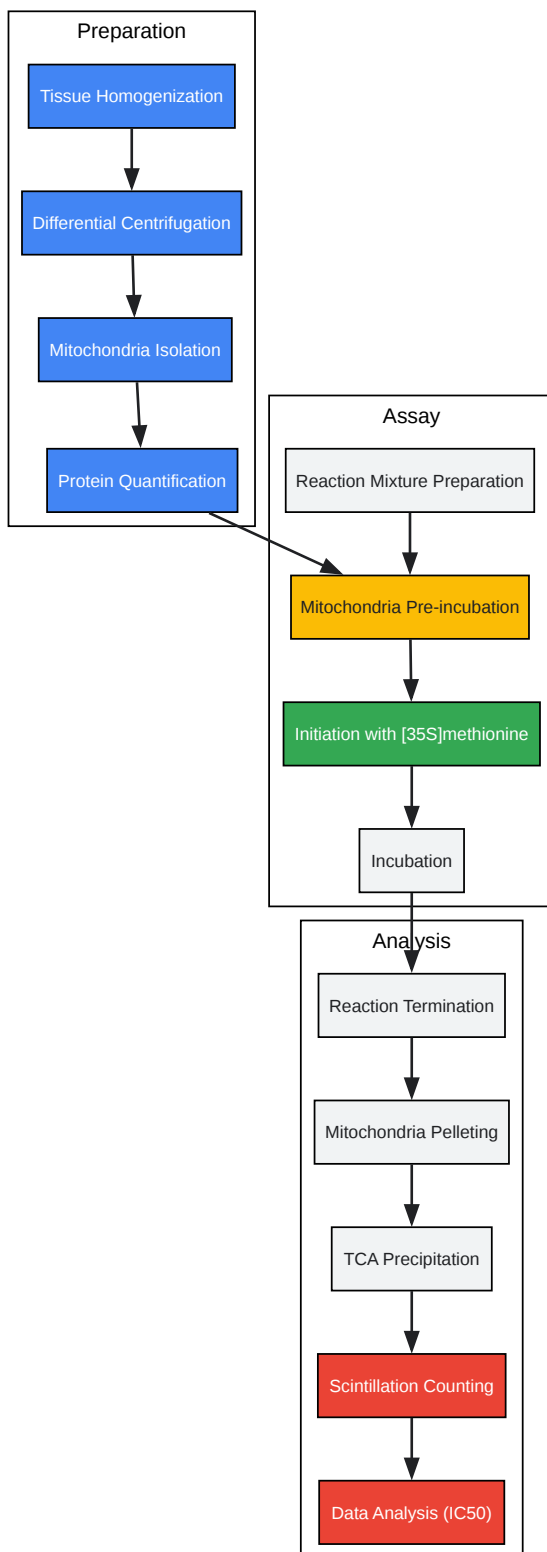 Preparation
Tissue Homogenization
Differential Centrifugation
Mitochondria Isolation
Protein Quantification
Assay
Reaction Mixture Preparation
Mitochondria Pre-incubation
Initiation with [35S]methionine
Incubation
Analysis
Reaction Termination
Mitochondria Pelleting
TCA Precipitation
Scintillation Counting
Data Analysis (IC50)